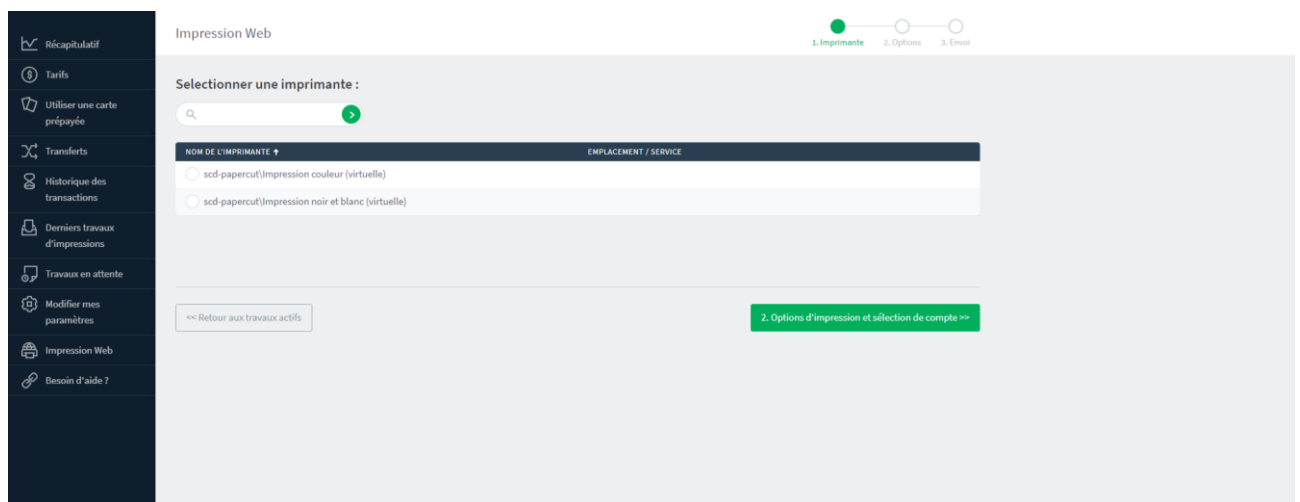 Récapitulatif
Tarifs
Utiliser une carte
prépayée
Transferts
Historique des
transactions
Derniers travaux
d'impressions
Travaux en attente
Modifier mes
paramètres
Impression Web
Besoin d'aide ?
Impression Web
1. Imprimante 2. Options 3. Envoi
Selectionner une imprimante :
NOM DE L'IMPRIMANTE ↑ EMPLACEMENT / SERVICE
scd-papercut\Impression couleur (virtuelle)
scd-papercut\Impression noir et blanc (virtuelle)
<< Retour aux travaux actifs
2. Options d'impression et sélection de compte >>